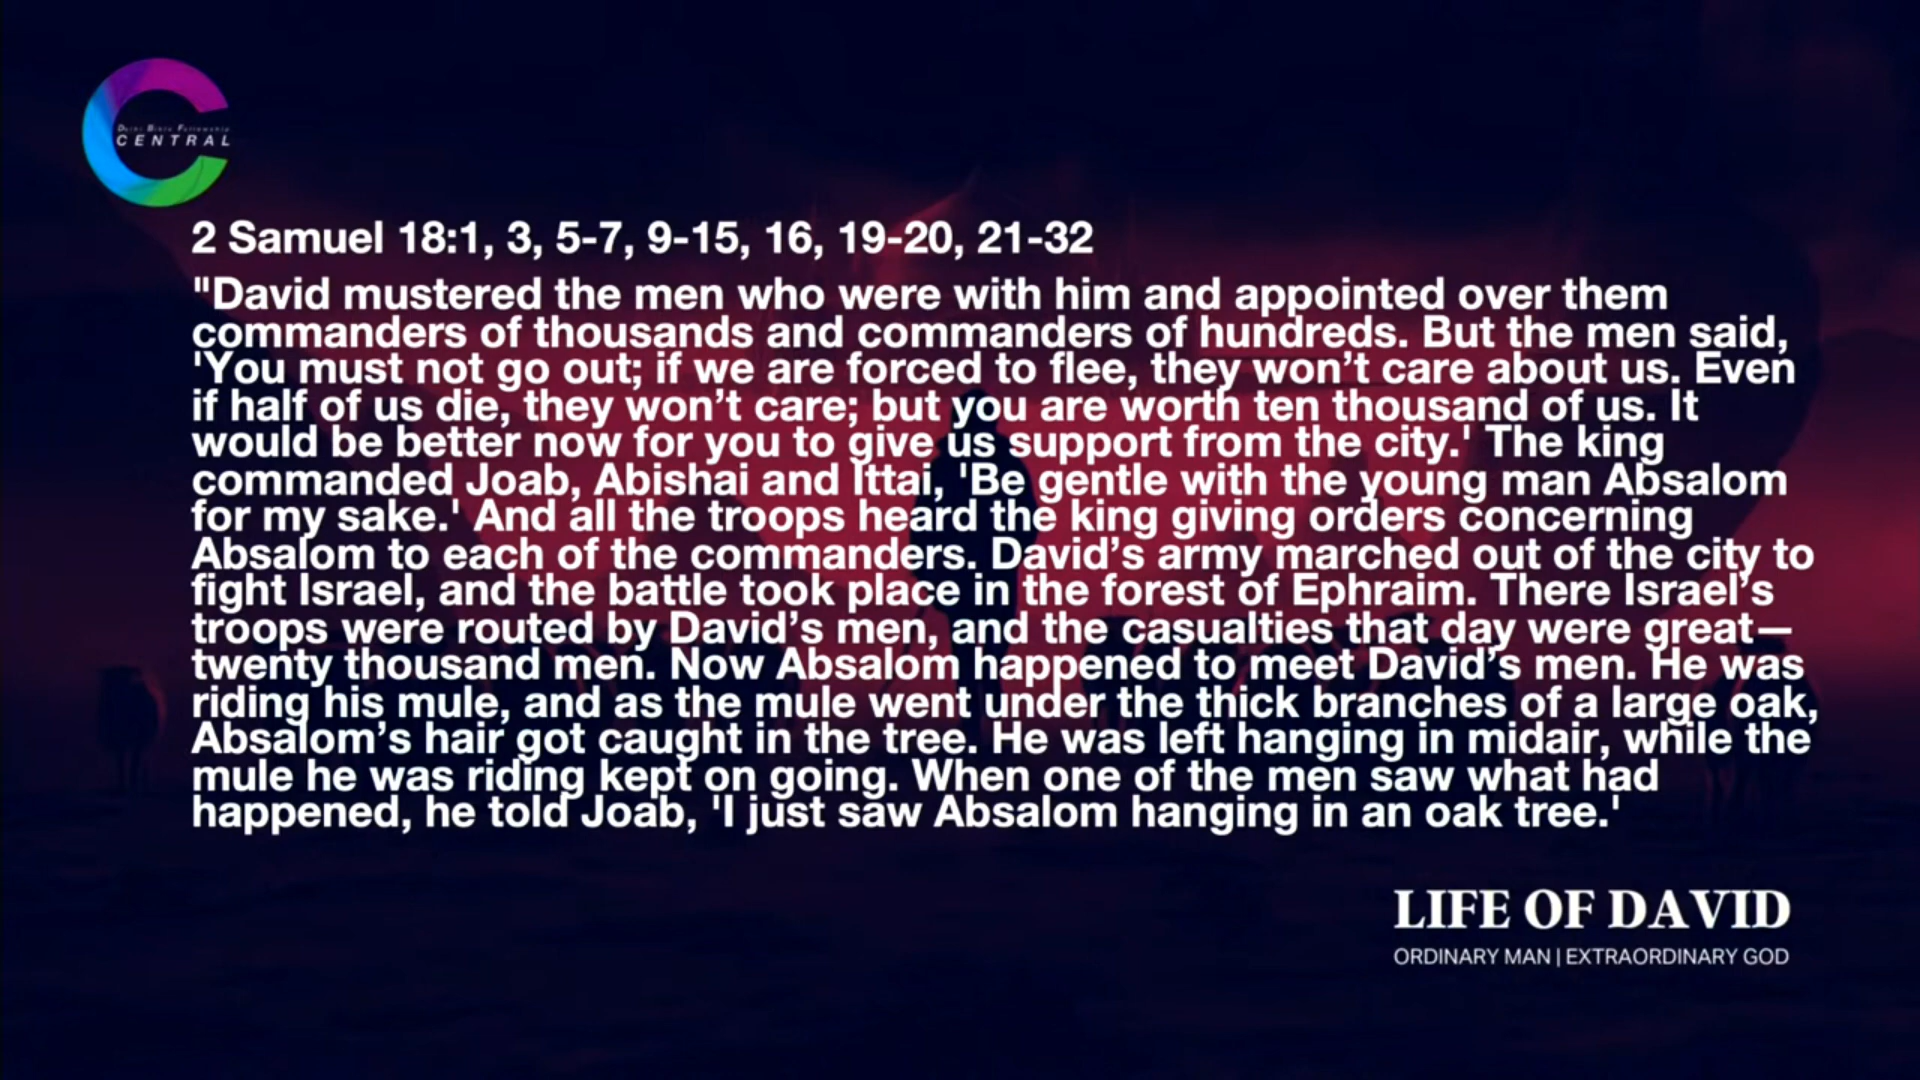 Delhi Bible Fellowship
CENTRAL
2 Samuel 18:1, 3, 5-7, 9-15, 16, 19-20, 21-32
"David mustered the men who were with him and appointed over them
commanders of thousands and commanders of hundreds. But the men said,
'You must not go out; if we are forced to flee, they won’t care about us. Even
if half of us die, they won’t care; but you are worth ten thousand of us. It
would be better now for you to give us support from the city.' The king
commanded Joab, Abishai and Ittai, 'Be gentle with the young man Absalom
for my sake.' And all the troops heard the king giving orders concerning
Absalom to each of the commanders. David’s army marched out of the city to
fight Israel, and the battle took place in the forest of Ephraim. There Israel’s
troops were routed by David’s men, and the casualties that day were great—
twenty thousand men. Now Absalom happened to meet David’s men. He was
riding his mule, and as the mule went under the thick branches of a large oak,
Absalom’s hair got caught in the tree. He was left hanging in midair, while the
mule he was riding kept on going. When one of the men saw what had
happened, he told Joab, 'I just saw Absalom hanging in an oak tree.'
LIFE OF DAVID
ORDINARY MAN | EXTRAORDINARY GOD